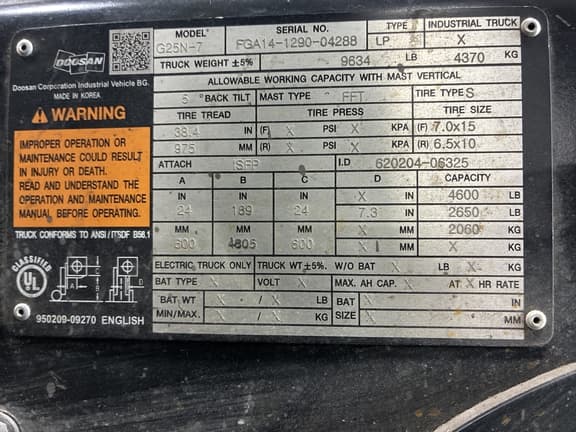 MODEL G25N-7 SERIAL NO. FGA14-1290-04288 TYPE LP INDUSTRIAL TRUCK X
DOOSAN
Doosan Corporation Industrial Vehicle BG.
MADE IN KOREA
TRUCK WEIGHT ±5% 9634 LB 4370 KG
ALLOWABLE WORKING CAPACITY WITH MAST VERTICAL
5 ° BACK TILT MAST TYPE FFT TIRE TYPE S
TIRE TREAD TIRE PRESS TIRE SIZE
38.4 IN (F) X PSI X KPA (F) 7.0x15
975 MM (R) X PSI X KPA (R) 6.5x10
ATTACH ISFP I.D 620204-06325
A B C D CAPACITY
IN X IN 4600 LB
24 189 24 7.3 IN 2650 LB
MM X MM 2060 KG
600 4805 600 X MM X KG
ELECTRIC TRUCK ONLY TRUCK WT ±5%. W/O BAT X LB X KG
BAT TYPE X VOLT X MAX. AH CAP. X AT X HR RATE
BAT WT X / X LB BAT X IN
MIN/MAX. X / X KG SIZE X MM
WARNING
IMPROPER OPERATION OR
MAINTENANCE COULD RESULT
IN INJURY OR DEATH.
READ AND UNDERSTAND THE
OPERATION AND MAINTENANCE
MANUAL BEFORE OPERATING.
TRUCK CONFORMS TO ANSI/ITSDF B56.1
CLASSIFIED
UL
C
US
A
B
C
D
950209-09270 ENGLISH